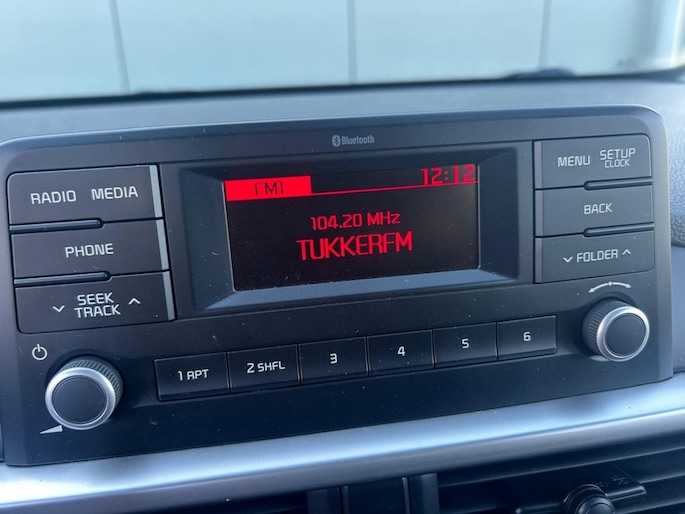 Bluetooth
RADIO MEDIA
PHONE
SEEK
TRACK
FM1 12:12
104.20 MHz
TUKKERFM
MENU SETUP
CLOCK
BACK
FOLDER
1 RPT 2 SHFL 3 4 5 6